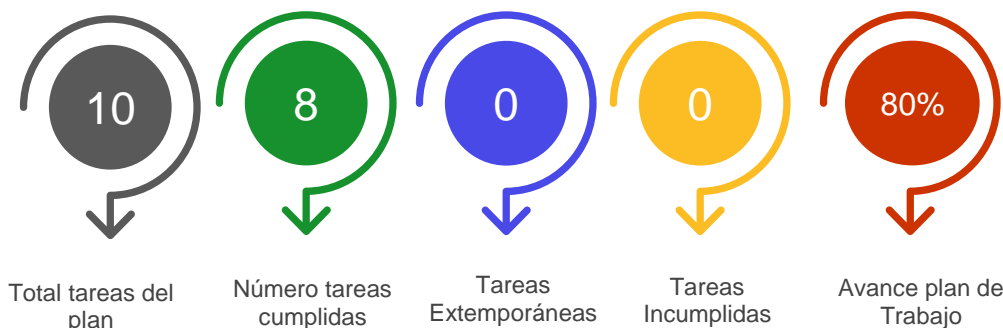 10
8
0
0
80%
Total tareas del
plan
Número tareas
cumplidas
Tareas
Extemporáneas
Tareas
Incumplidas
Avance plan de
Trabajo